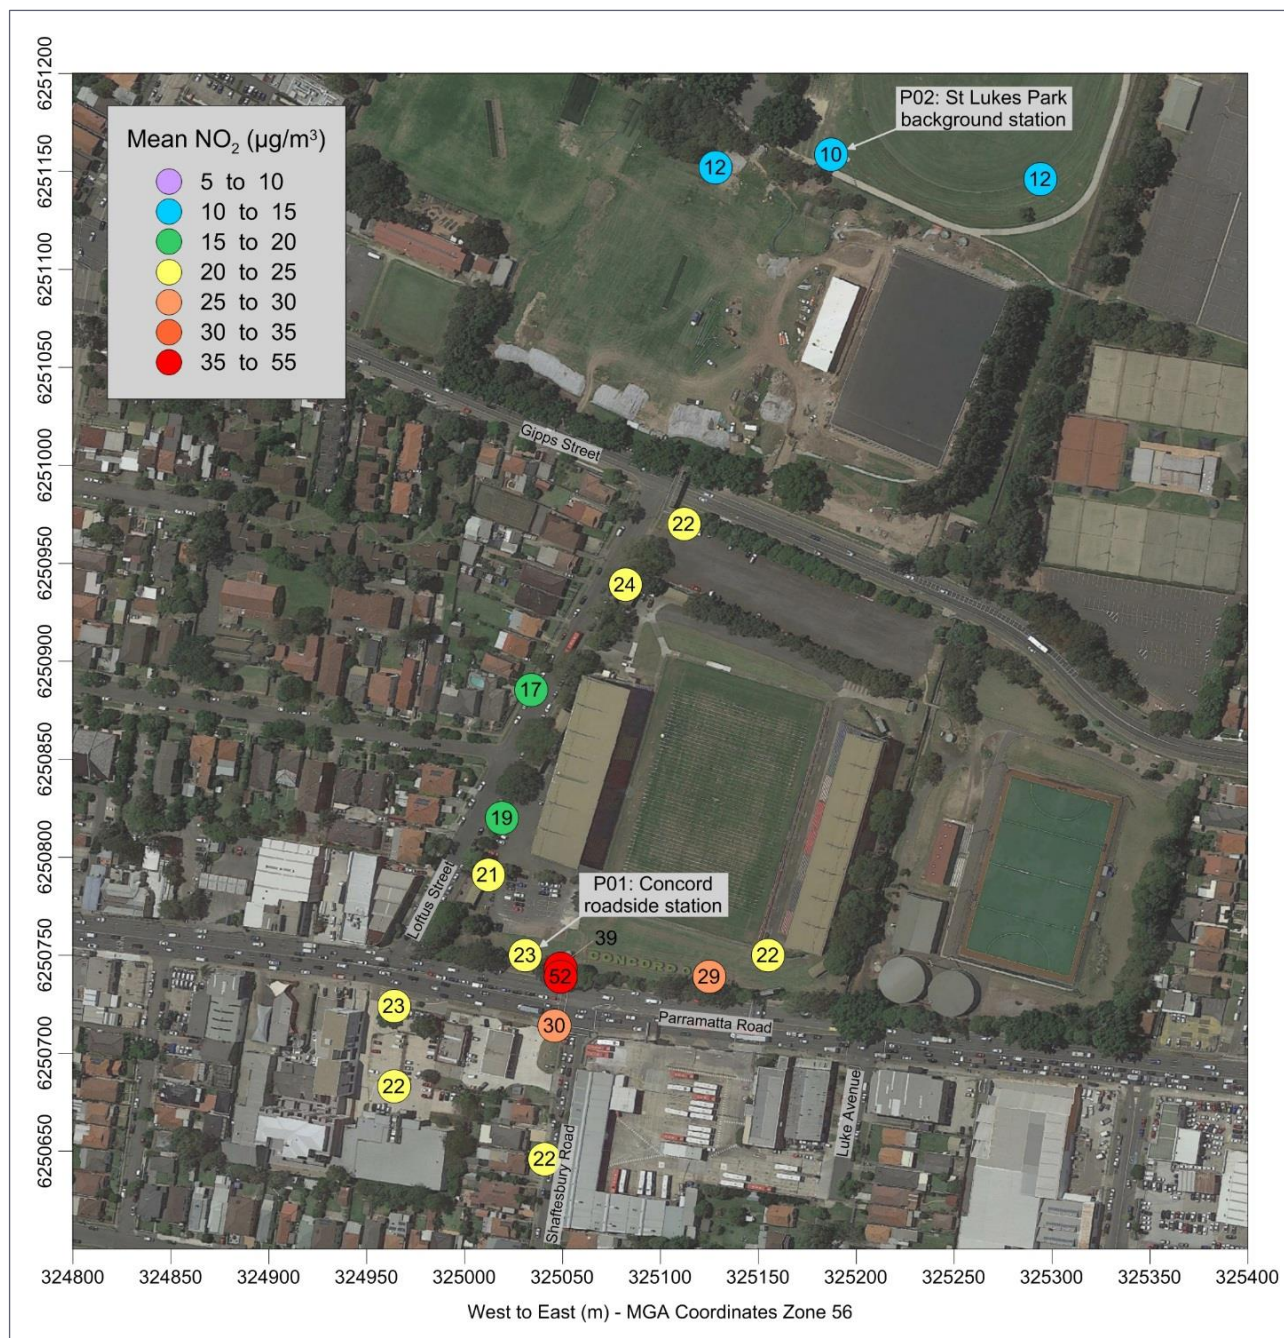 6251200
6251150
6251100
6251050
6251000
6250950
6250900
6250850
6250800
6250750
6250700
6250650
Mean NO₂ (µg/m³)
5 to 10
10 to 15
15 to 20
20 to 25
25 to 30
30 to 35
35 to 55
P02: St Lukes Park
background station
12
10
12
Gipps Street
22
24
17
19
21
Loftus Street
P01: Concord
roadside station
23
39
52
CONCORD
29
22
23
30
Parramatta Road
22
22
Shaftesbury Road
Luke Avenue
324800
324850
324900
324950
325000
325050
325100
325150
325200
325250
325300
325350
325400
West to East (m) - MGA Coordinates Zone 56